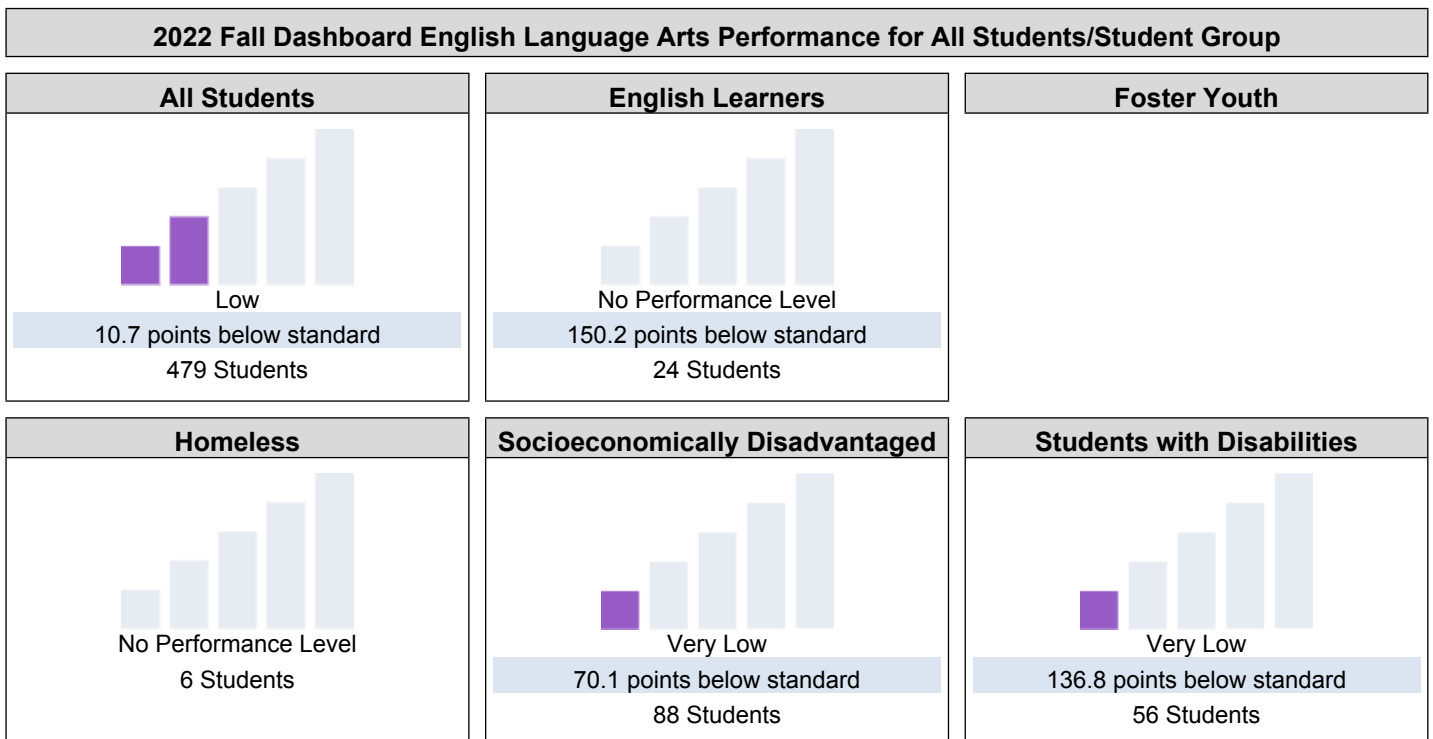 2022 Fall Dashboard English Language Arts Performance for All Students/Student Group
All Students
Low
10.7 points below standard
479 Students
English Learners
No Performance Level
150.2 points below standard
24 Students
Foster Youth
Homeless
No Performance Level
6 Students
Socioeconomically Disadvantaged
Very Low
70.1 points below standard
88 Students
Students with Disabilities
Very Low
136.8 points below standard
56 Students